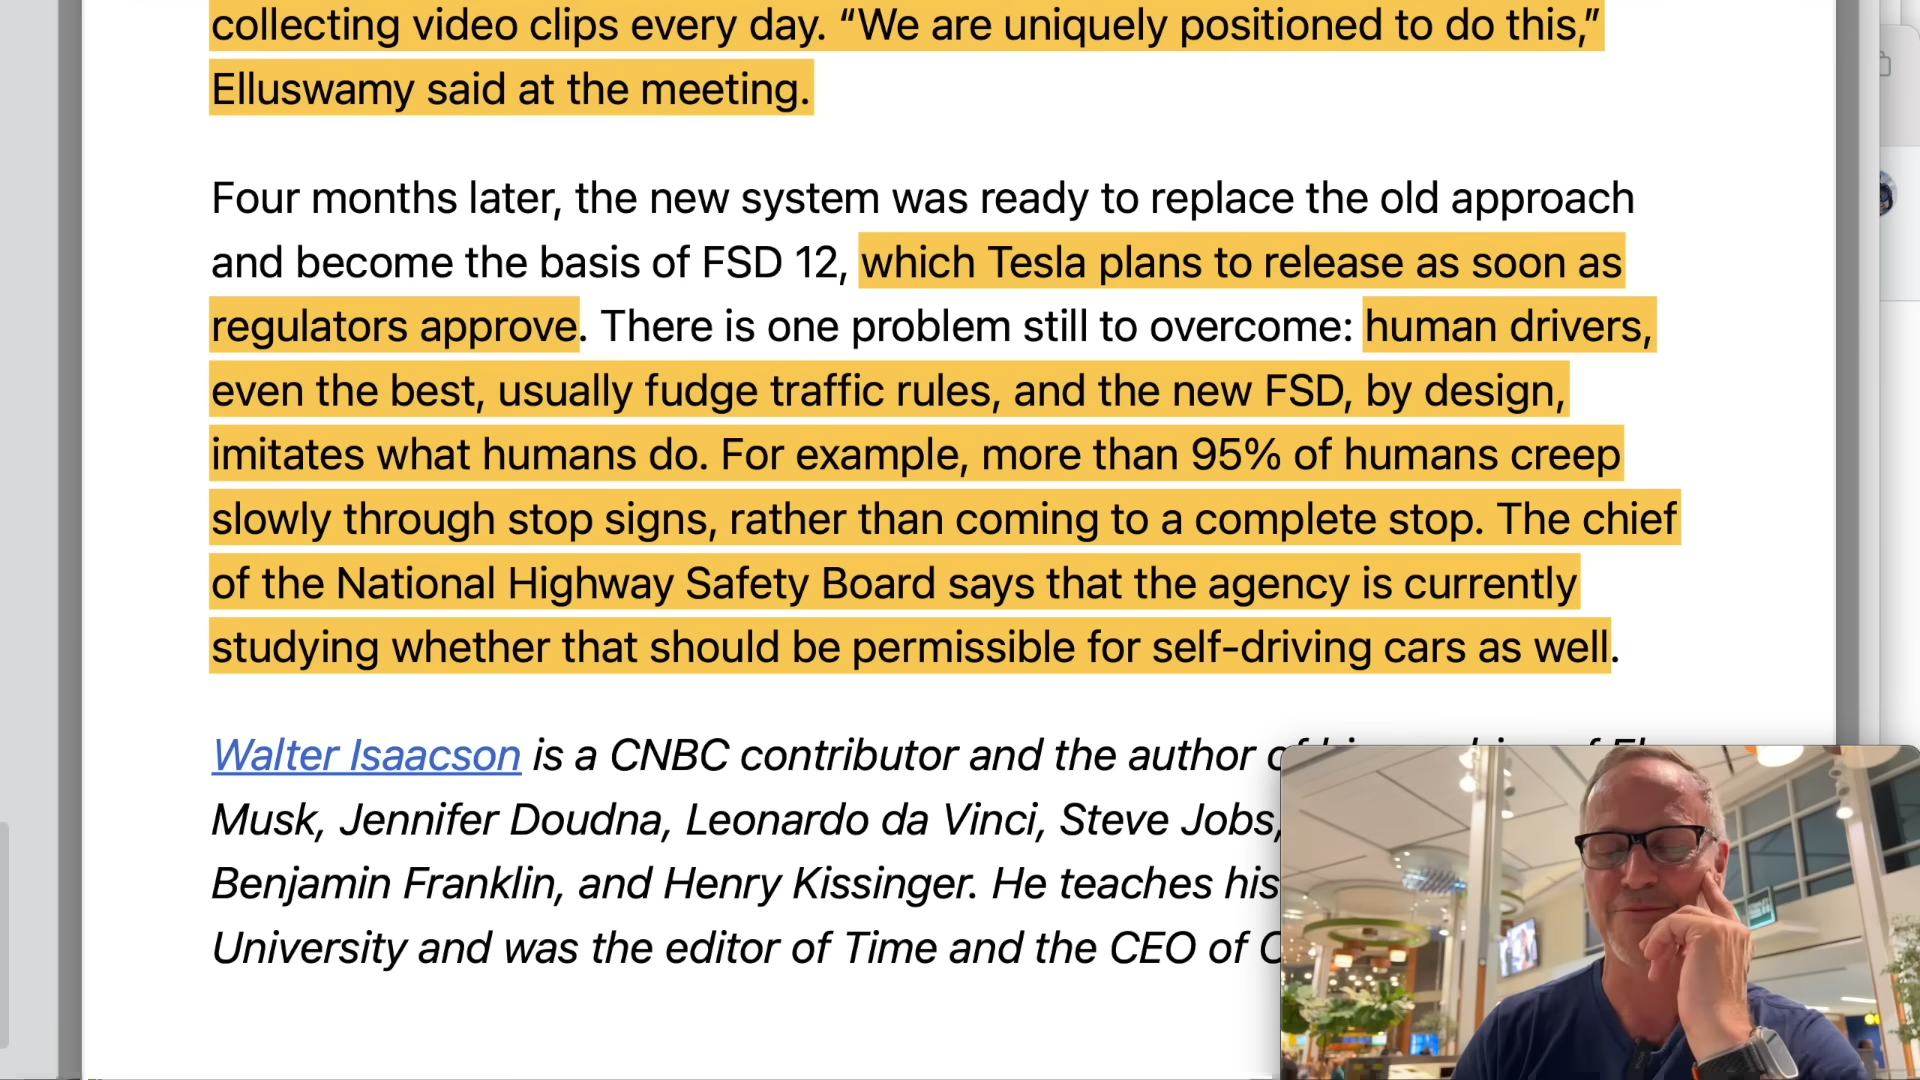 collecting video clips every day. “We are uniquely positioned to do this,”
Elluswamy said at the meeting.
Four months later, the new system was ready to replace the old approach
and become the basis of FSD 12, which Tesla plans to release as soon as
regulators approve. There is one problem still to overcome: human drivers,
even the best, usually fudge traffic rules, and the new FSD, by design,
imitates what humans do. For example, more than 95% of humans creep
slowly through stop signs, rather than coming to a complete stop. The chief
of the National Highway Safety Board says that the agency is currently
studying whether that should be permissible for self-driving cars as well.
Walter Isaacson is a CNBC contributor and the author
Musk, Jennifer Doudna, Leonardo da Vinci, Steve Jobs,
Benjamin Franklin, and Henry Kissinger. He teaches his
University and was the editor of Time and the CEO of